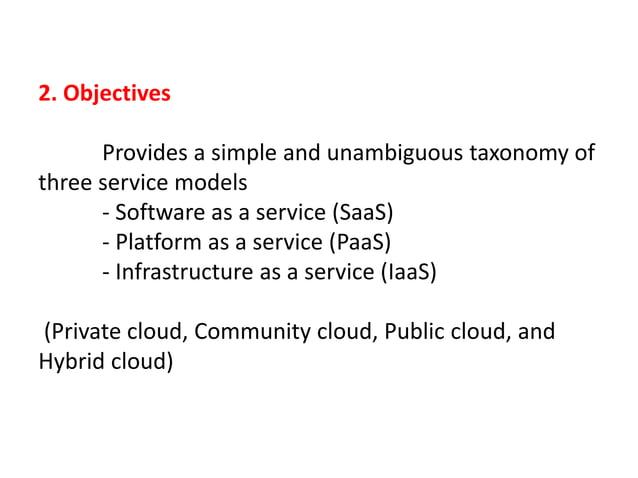 2. Objectives
Provides a simple and unambiguous taxonomy of
three service models
- Software as a service (SaaS)
- Platform as a service (PaaS)
- Infrastructure as a service (IaaS)
(Private cloud, Community cloud, Public cloud, and
Hybrid cloud)